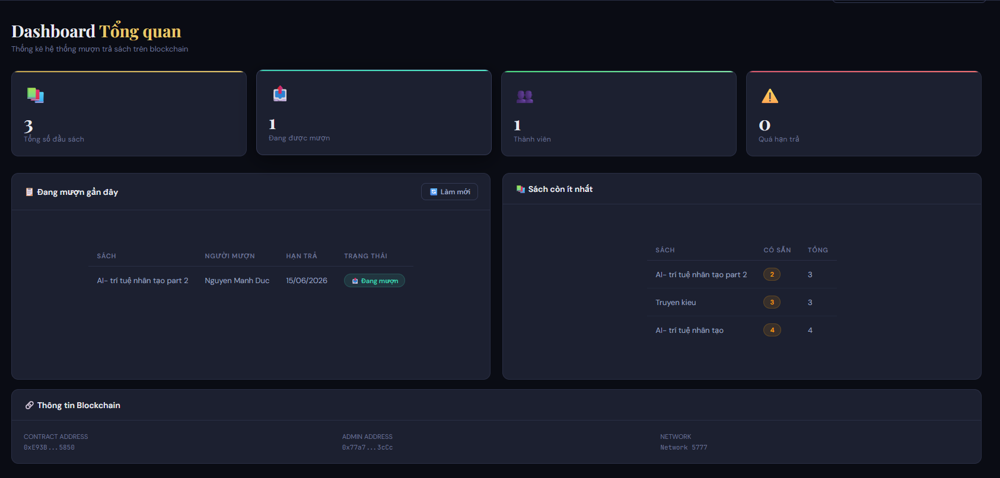 Dashboard Tổng quan
Thống kê hệ thống mượn trả sách trên blockchain
3
Tổng số đầu sách
1
Đang được mượn
1
Thành viên
0
Quá hạn trả
Đang mượn gần đây
Làm mới
SÁCH NGƯỜI MƯỢN HẠN TRẢ TRẠNG THÁI
AI- trí tuệ nhân tạo part 2 Nguyen Manh Duc 15/06/2026 Đang mượn
Sách còn ít nhất
SÁCH CÓ SẴN TỔNG
AI- trí tuệ nhân tạo part 2 2 3
Truyen kieu 3 3
AI- trí tuệ nhân tạo 4 4
Thông tin Blockchain
CONTRACT ADDRESS
0xE93B...5850
ADMIN ADDRESS
0x77a7...3cCc
NETWORK
Network 5777